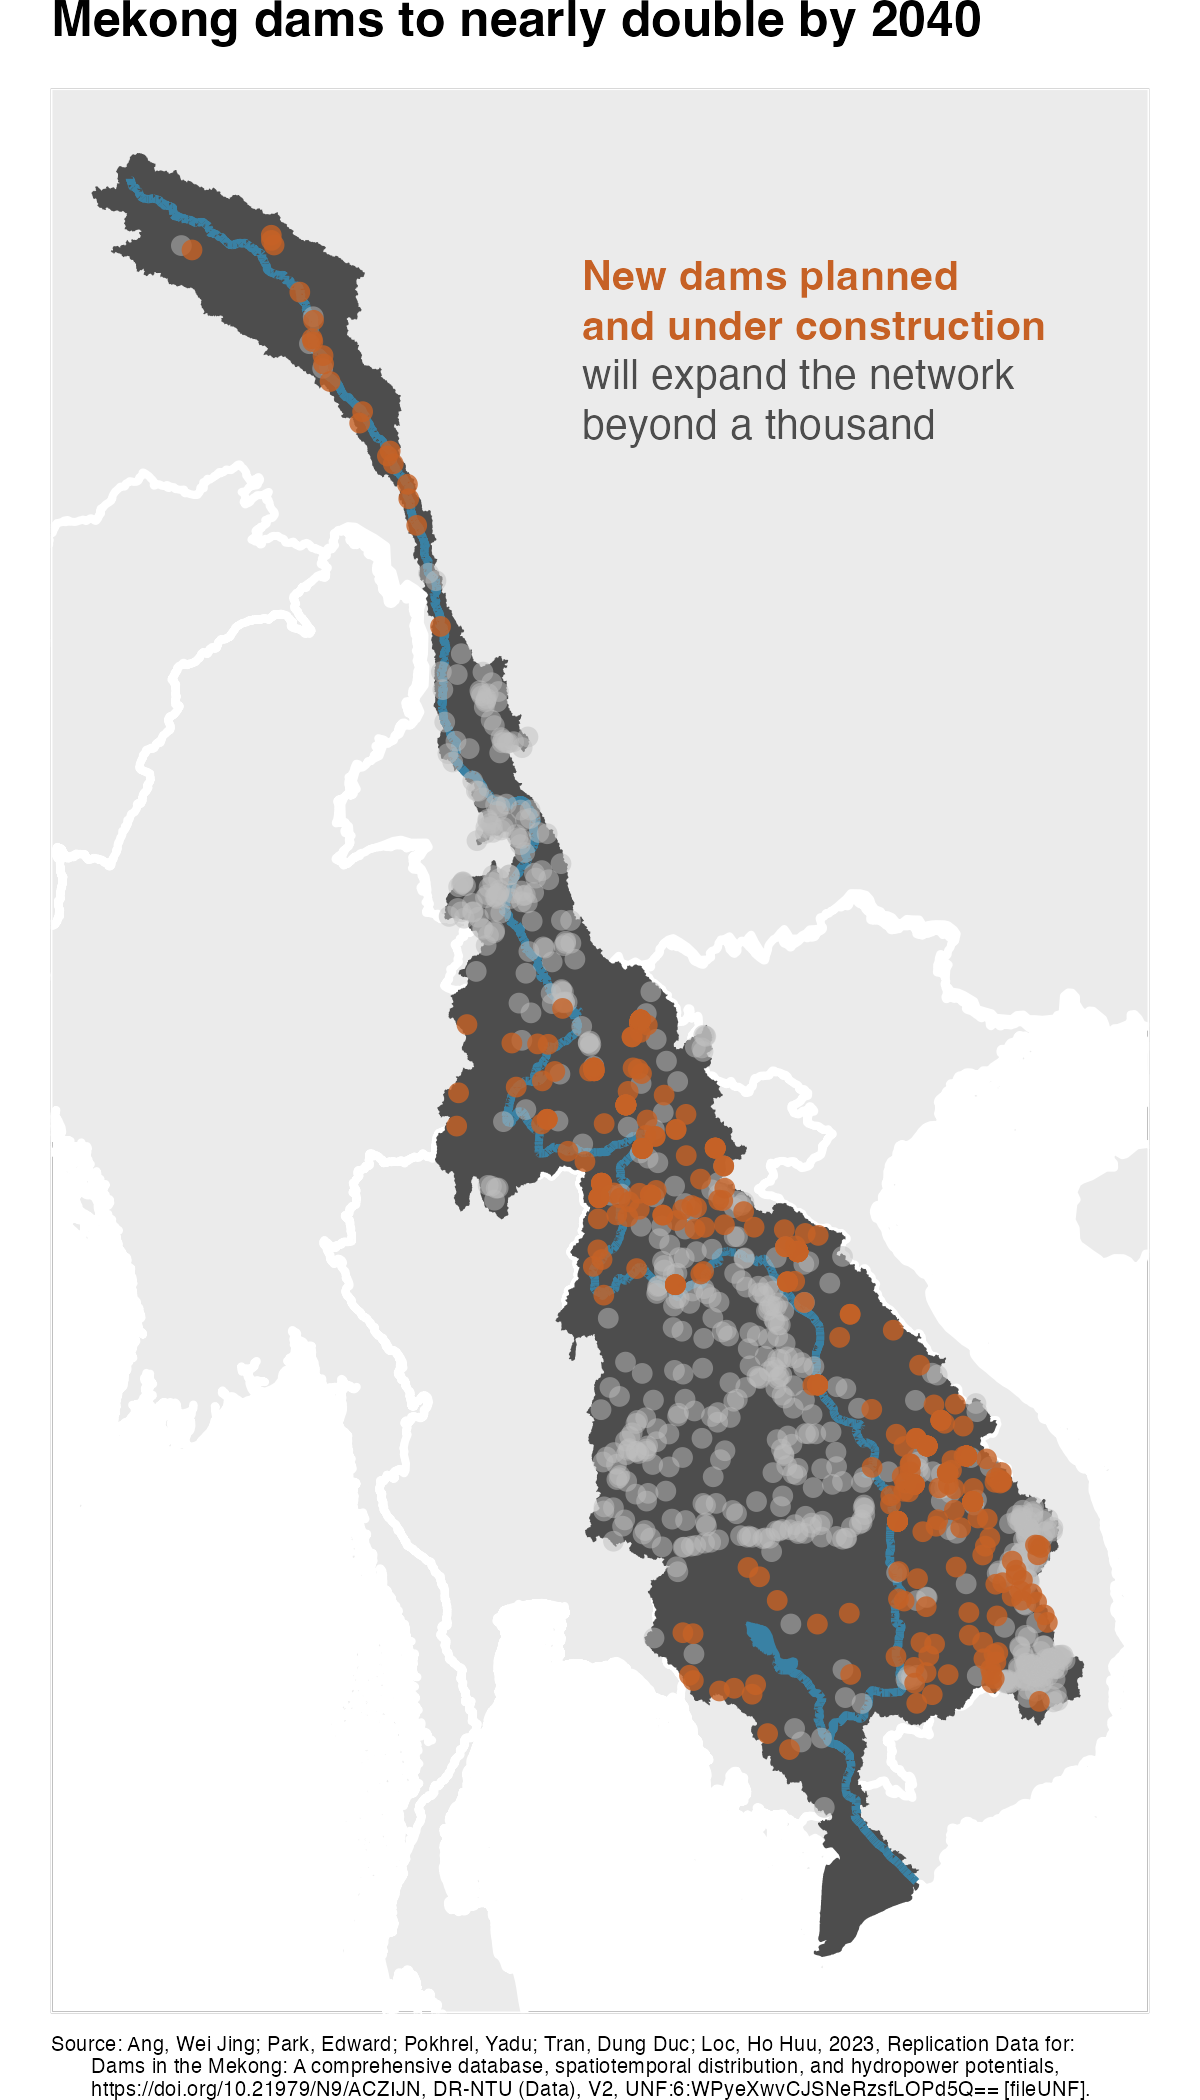 Mekong dams to nearly double by 2040
New dams planned
and under construction
will expand the network
beyond a thousand
Source: Ang, Wei Jing; Park, Edward; Pokhrel, Yadu; Tran, Dung Duc; Loc, Ho Huu, 2023, Replication Data for:
Dams in the Mekong: A comprehensive database, spatiotemporal distribution, and hydropower potentials,
https://doi.org/10.21979/N9/ACZIJN, DR-NTU (Data), V2, UNF:6:WPyeXwvCJSNeRzsfLOPd5Q== [fileUNF].